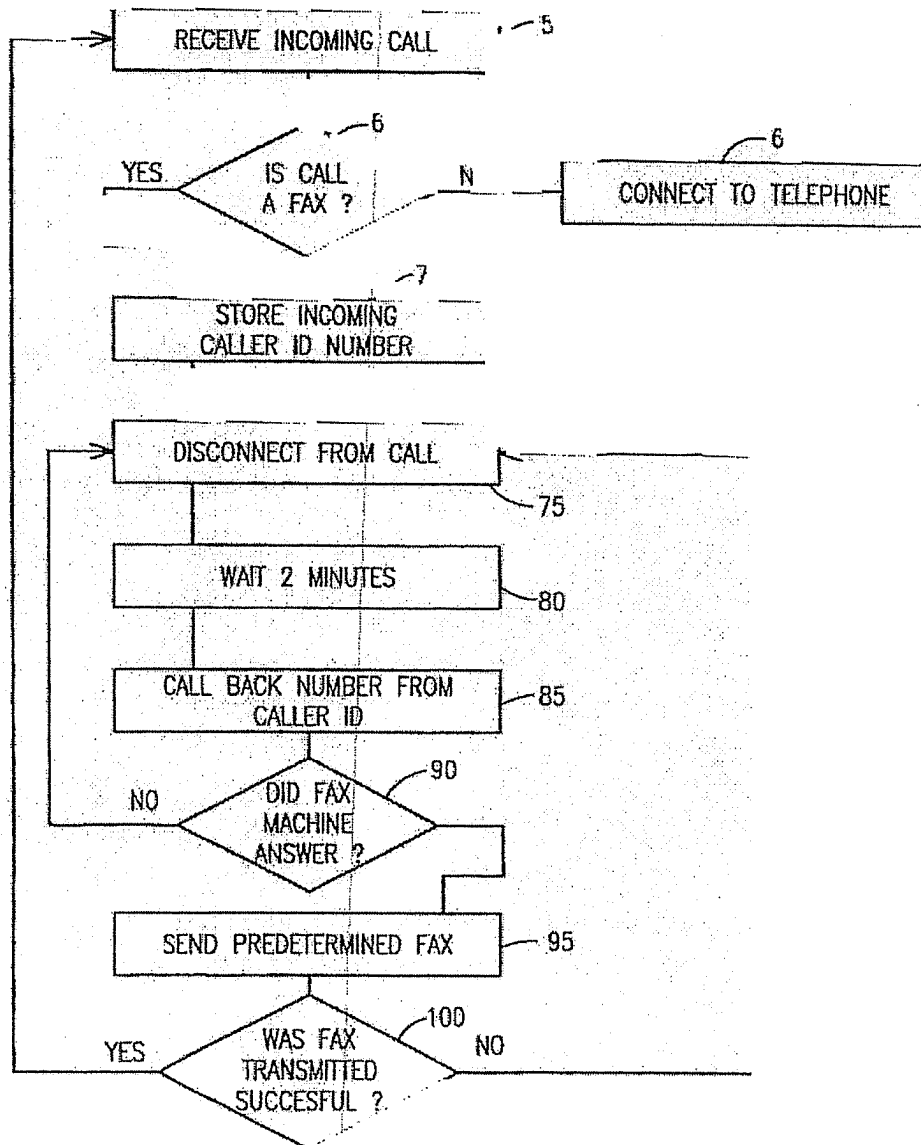 RECEIVE INCOMING CALL
5
6
YES
IS CALL
A FAX ?
N
6
CONNECT TO TELEPHONE
7
STORE INCOMING
CALLER ID NUMBER
DISCONNECT FROM CALL
75
WAIT 2 MINUTES
80
CALL BACK NUMBER FROM
CALLER ID
85
90
NO
DID FAX
MACHINE
ANSWER ?
SEND PREDETERMINED FAX
95
100
YES
WAS FAX
TRANSMITTED
SUCCESFUL ?
NO